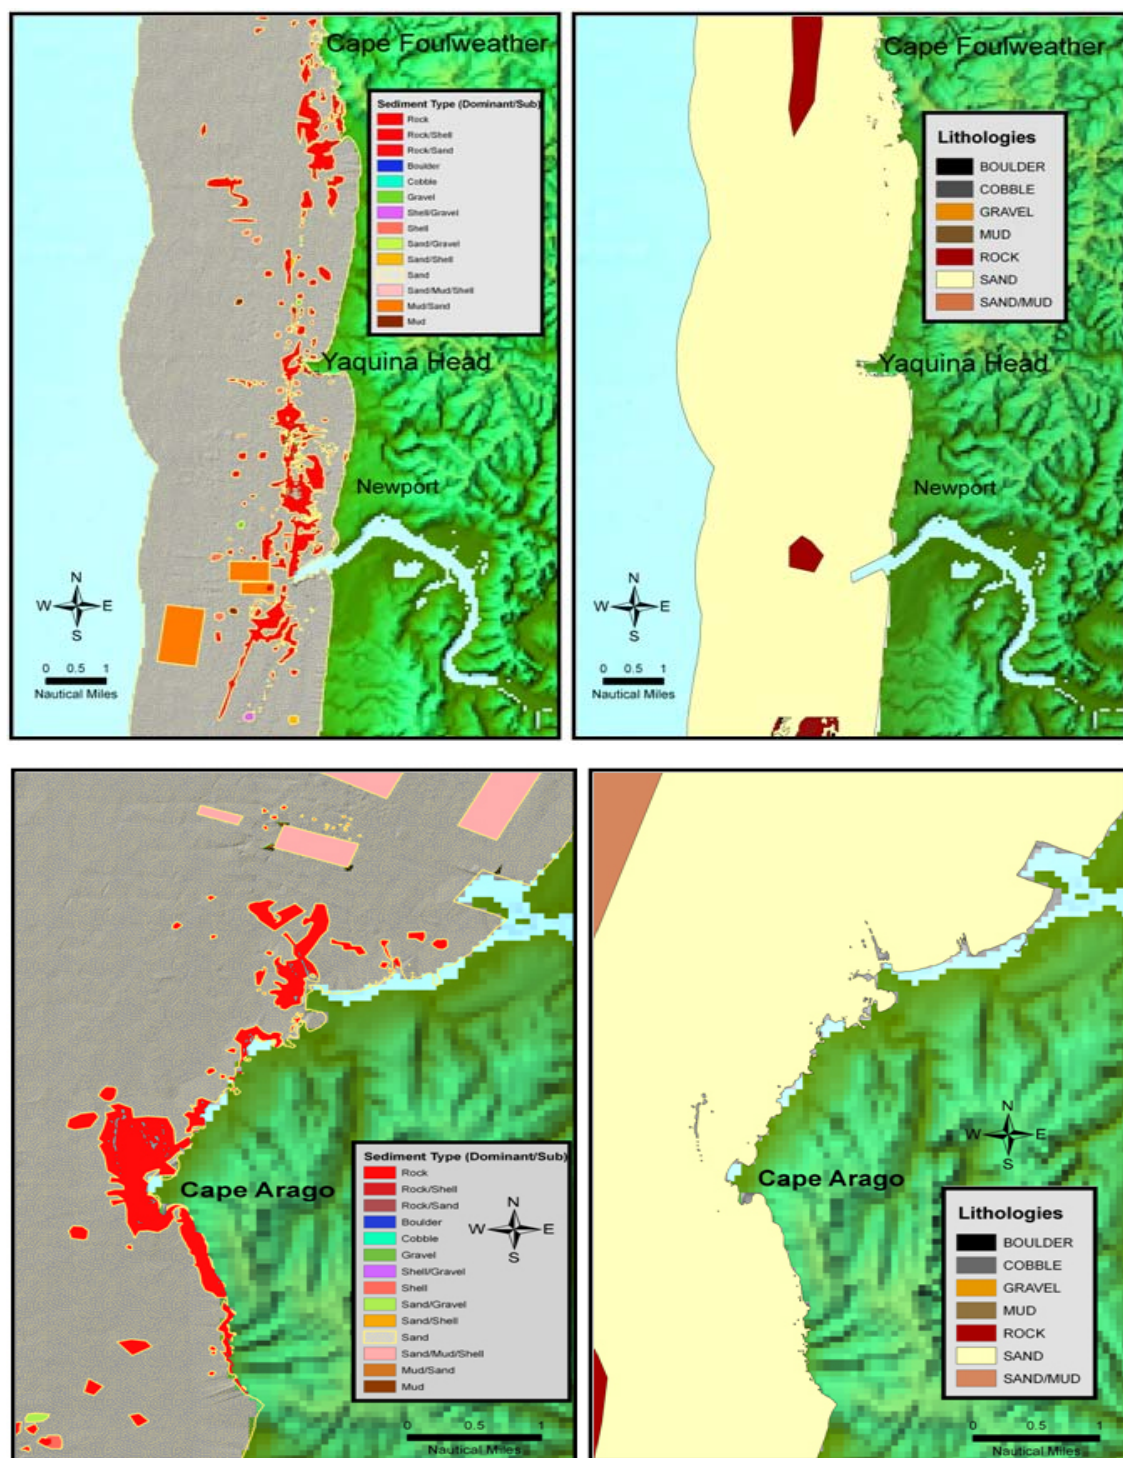 Cape Foulweather
Sediment Type (Dominant/Sub)
Rock
Rock/Shell
Rock/Sand
Boulder
Cobble
Gravel
Shell/Gravel
Shell
Sand/Gravel
Sand/Shell
Sand
Sand/Mud/Shell
Mud/Sand
Mud
Yaquina Head
Newport
N
W E
S
0 0.5 1
Nautical Miles
Cape Foulweather
Lithologies
BOULDER
COBBLE
GRAVEL
MUD
ROCK
SAND
SAND/MUD
Yaquina Head
Newport
N
W E
S
0 0.5 1
Nautical Miles
Cape Arago
Sediment Type (Dominant/Sub)
Rock
Rock/Shell
Rock/Sand
Boulder
Cobble
Gravel
Shell/Gravel
Shell
Sand/Gravel
Sand/Shell
Sand
Sand/Mud/Shell
Mud/Sand
Mud
N
W E
S
0 0.5 1
Nautical Miles
N
W E
S
Cape Arago
Lithologies
BOULDER
COBBLE
GRAVEL
MUD
ROCK
SAND
SAND/MUD
0 0.5 1
Nautical Miles